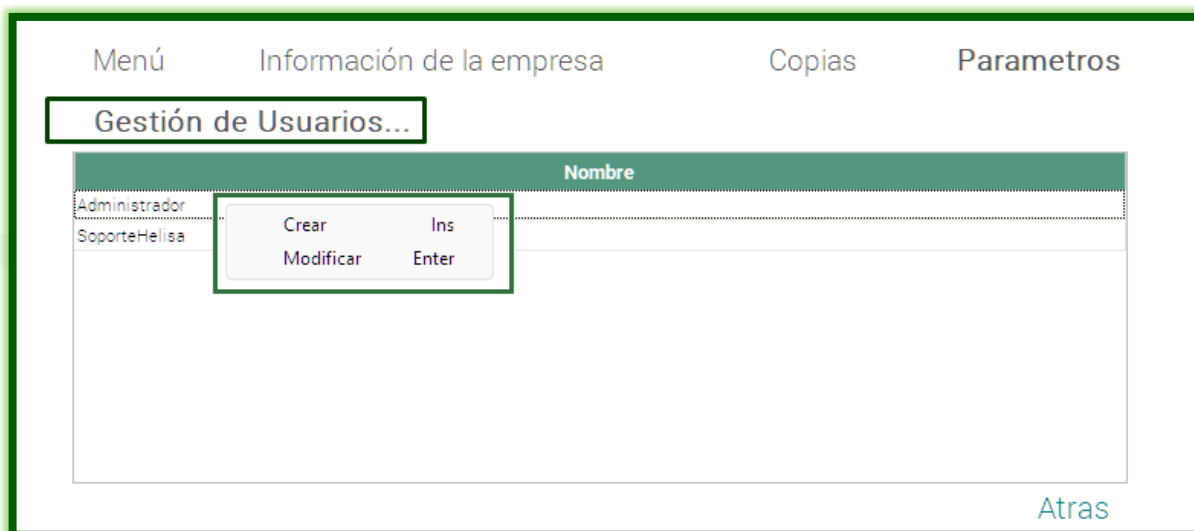 Menú Información de la empresa Copias Parametros
Gestión de Usuarios...
Nombre
Administrador
SoporteHelisa
Crear Ins
Modificar Enter
Atras